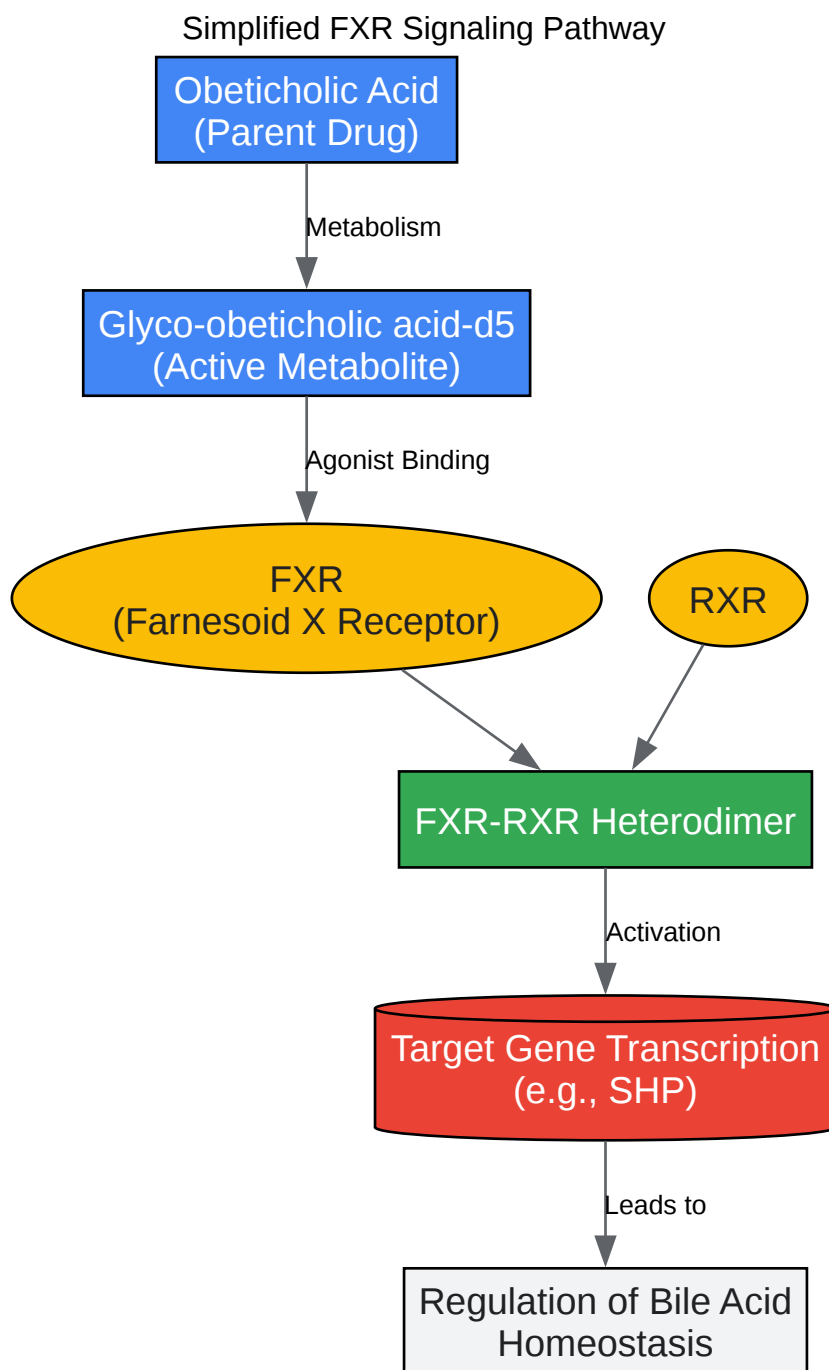 Simplified FXR Signaling Pathway
Obeticholic Acid
(Parent Drug)
Metabolism
Glyco-obeticholic acid-d5
(Active Metabolite)
Agonist Binding
FXR
(Farnesoid X Receptor)
RXR
FXR-RXR Heterodimer
Activation
Target Gene Transcription
(e.g., SHP)
Leads to
Regulation of Bile Acid
Homeostasis